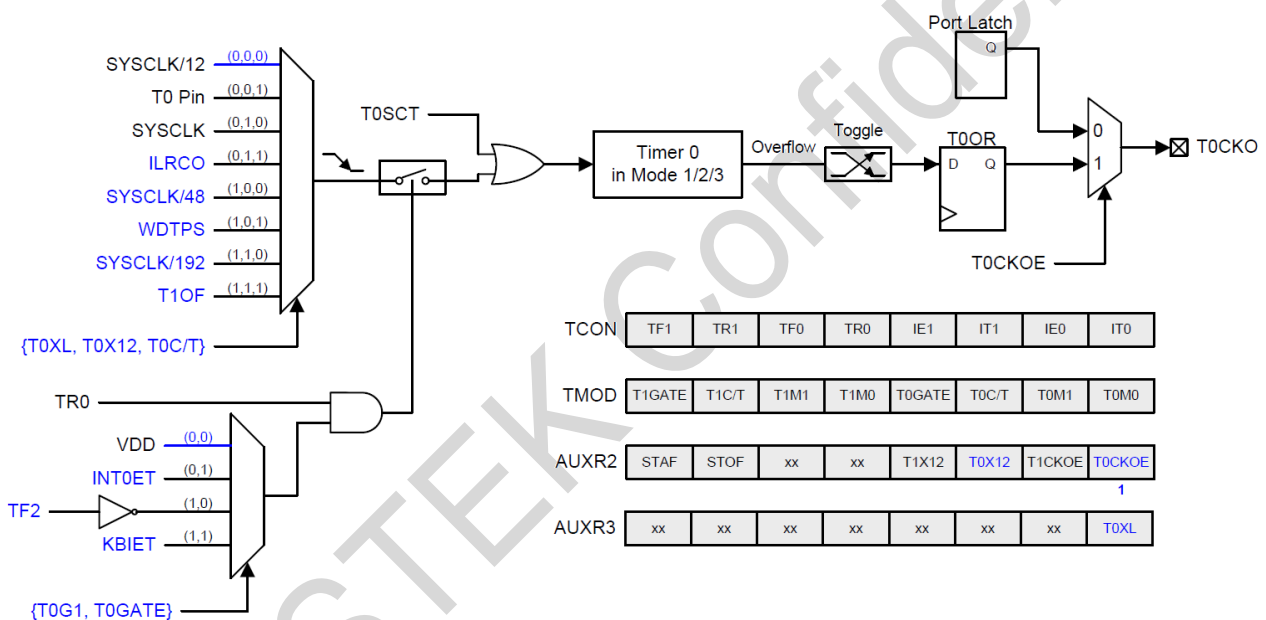 Port Latch
Q
SYSCLK/12 (0,0,0)
T0 Pin (0,0,1)
SYSCLK (0,1,0)
ILRCO (0,1,1)
SYSCLK/48 (1,0,0)
WDTPS (1,0,1)
SYSCLK/192 (1,1,0)
T1OF (1,1,1)
{T0XL, T0X12, T0C/T}
T0SCT
Timer 0
in Mode 1/2/3
Overflow
Toggle
T0OR
D Q
0
1
T0CKO
T0CKOE
TR0
VDD (0,0)
INT0ET (0,1)
TF2 (1,0)
KBIET (1,1)
{T0G1, T0GATE}
TCON TF1 TR1 TF0 TR0 IE1 IT1 IE0 IT0
TMOD T1GATE T1C/T T1M1 T1M0 T0GATE T0C/T T0M1 T0M0
AUXR2 STAF STOF xx xx T1X12 T0X12 T1CKOE T0CKOE
1
AUXR3 xx xx xx xx xx xx xx T0XL